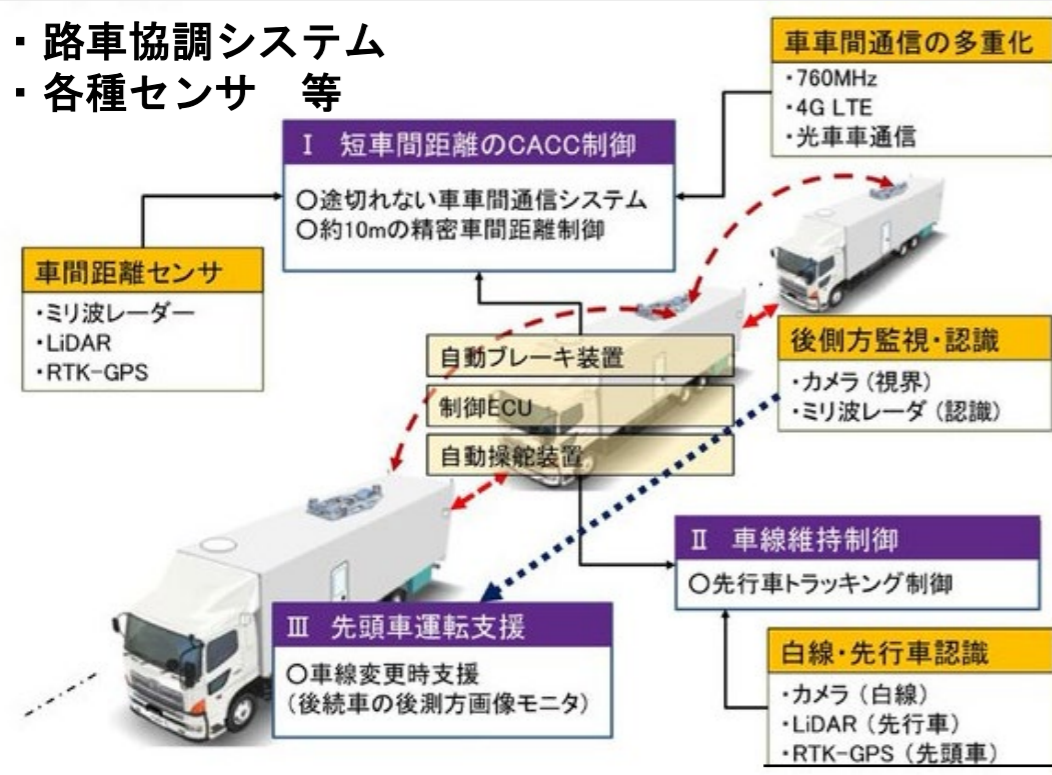 ・路車協調システム
・各種センサ　等
車車間通信の多重化
・760MHz
・4G LTE
・光車車通信
Ⅰ　短車間距離のCACC制御
○途切れない車車間通信システム
○約10mの精密車間距離制御
車間距離センサ
・ミリ波レーダー
・LiDAR
・RTK-GPS
自動ブレーキ装置
制御ECU
自動操舵装置
後側方監視・認識
・カメラ（視界）
・ミリ波レーダ（認識）
Ⅱ　車線維持制御
○先行車トラッキング制御
Ⅲ　先頭車運転支援
○車線変更時支援
（後続車の後測方画像モニタ）
白線・先行車認識
・カメラ（白線）
・LiDAR（先行車）
・RTK-GPS（先頭車）